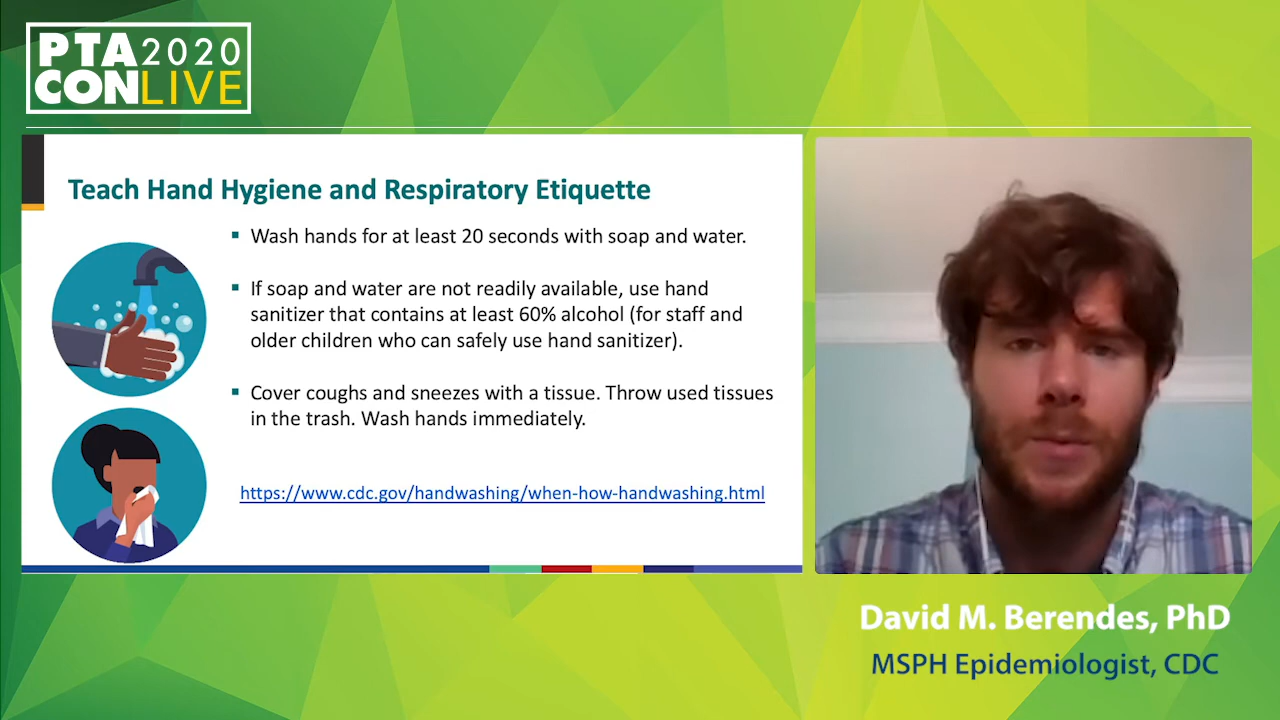 PTA2020
CONLIVE
Teach Hand Hygiene and Respiratory Etiquette
▪ Wash hands for at least 20 seconds with soap and water.
▪ If soap and water are not readily available, use hand
sanitizer that contains at least 60% alcohol (for staff and
older children who can safely use hand sanitizer).
▪ Cover coughs and sneezes with a tissue. Throw used tissues
in the trash. Wash hands immediately.
https://www.cdc.gov/handwashing/when-how-handwashing.html
David M. Berendes, PhD
MSPH Epidemiologist, CDC